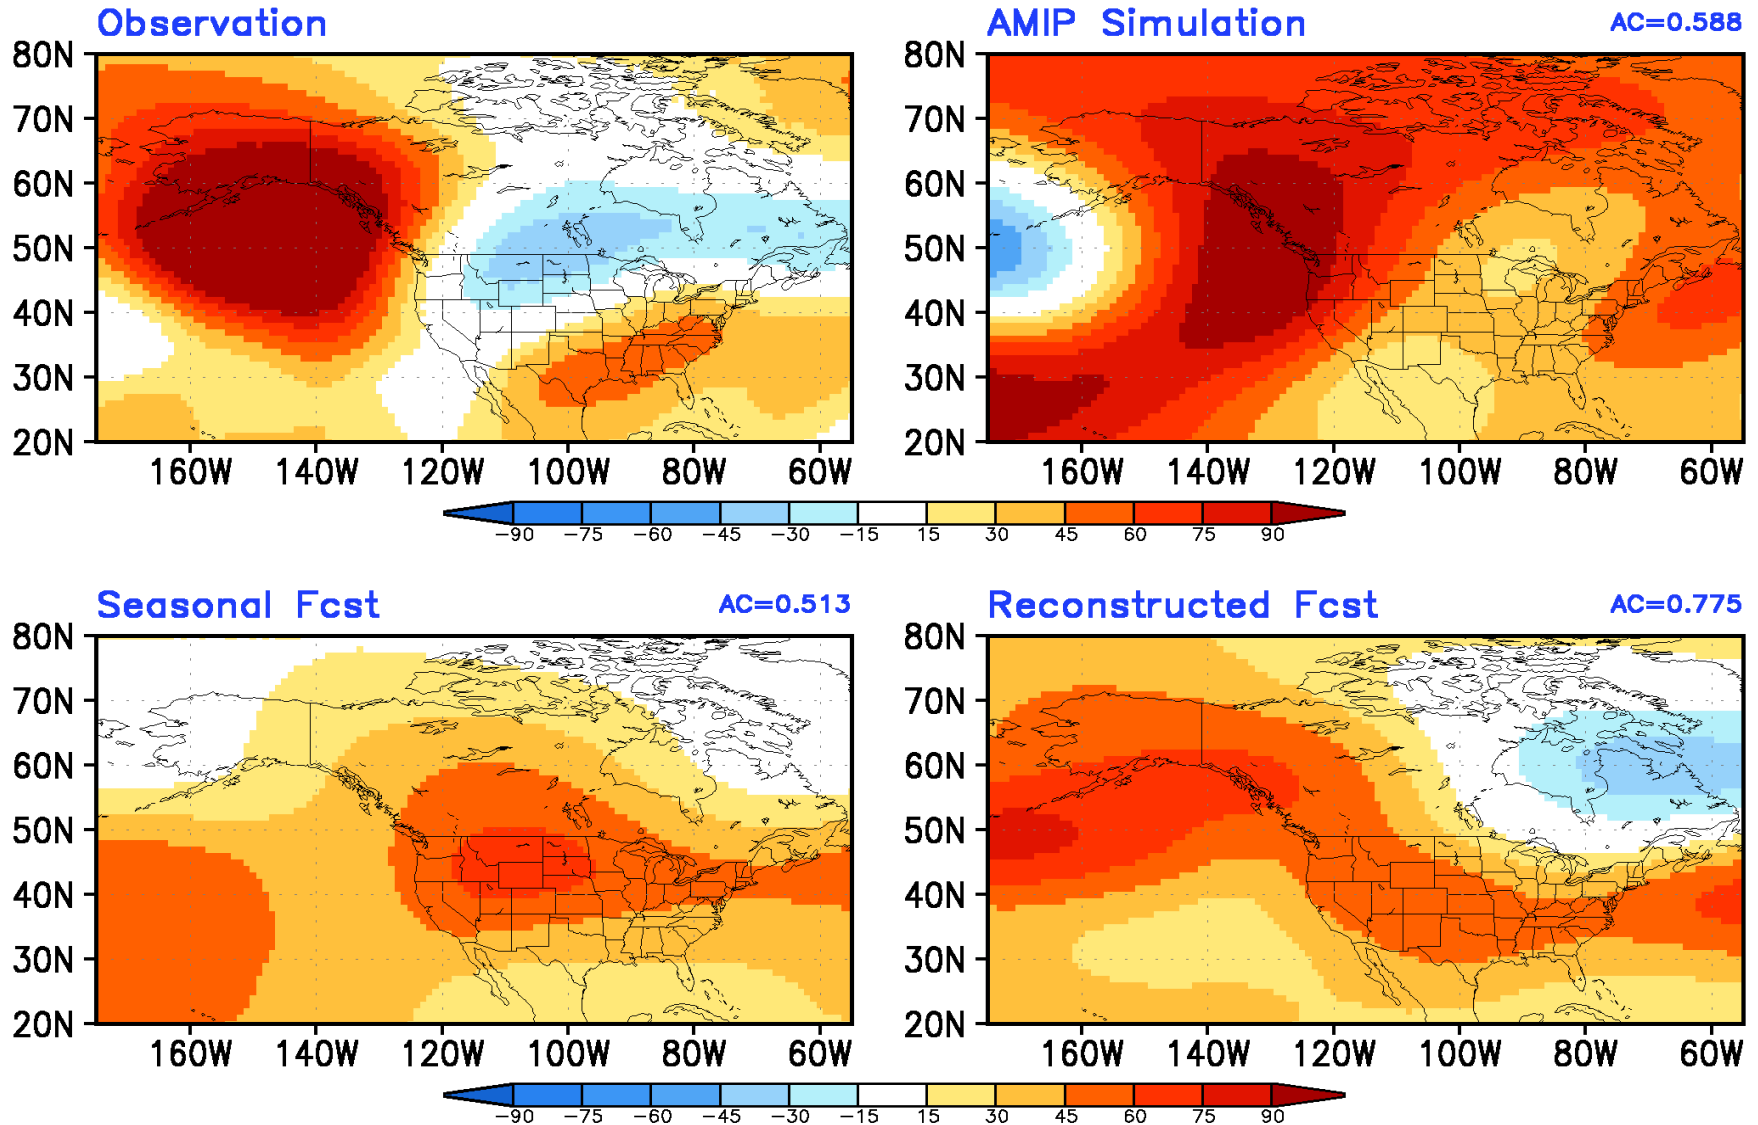 Observation
AMIP Simulation AC=0.588
80N
70N
60N
50N
40N
30N
20N
160W 140W 120W 100W 80W 60W
80N
70N
60N
50N
40N
30N
20N
160W 140W 120W 100W 80W 60W
-90 -75 -60 -45 -30 -15 15 30 45 60 75 90
Seasonal Fcst AC=0.513
Reconstructed Fcst AC=0.775
80N
70N
60N
50N
40N
30N
20N
160W 140W 120W 100W 80W 60W
80N
70N
60N
50N
40N
30N
20N
160W 140W 120W 100W 80W 60W
-90 -75 -60 -45 -30 -15 15 30 45 60 75 90